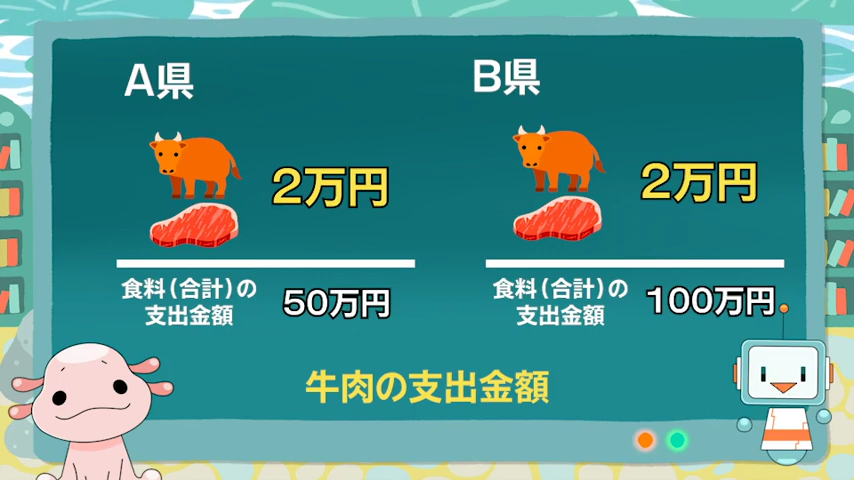 A県
2万円
食料(合計)の
支出金額
50万円
B県
2万円
食料(合計)の
支出金額
100万円
牛肉の支出金額